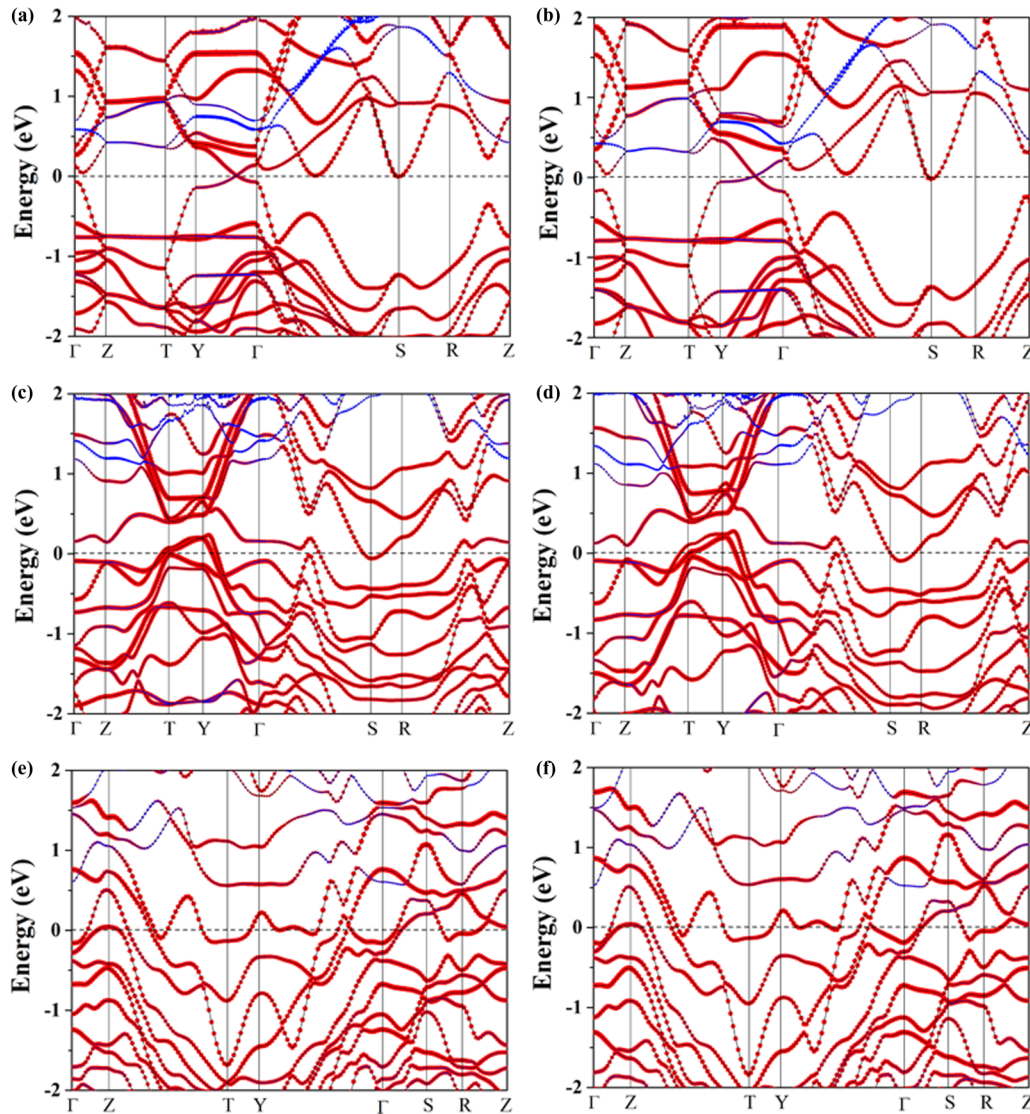 (a)
(b)
2
1
0
-1
-2
Energy (eV)
Γ Z T Y Γ S R Z
2
1
0
-1
-2
Energy (eV)
Γ Z T Y Γ S R Z
(c)
(d)
2
1
0
-1
-2
Energy (eV)
Γ Z T Y Γ S R Z
2
1
0
-1
-2
Energy (eV)
Γ Z T Y Γ S R Z
(e)
(f)
2
1
0
-1
-2
Energy (eV)
Γ Z T Y Γ S R Z
2
1
0
-1
-2
Energy (eV)
Γ Z T Y Γ S R Z